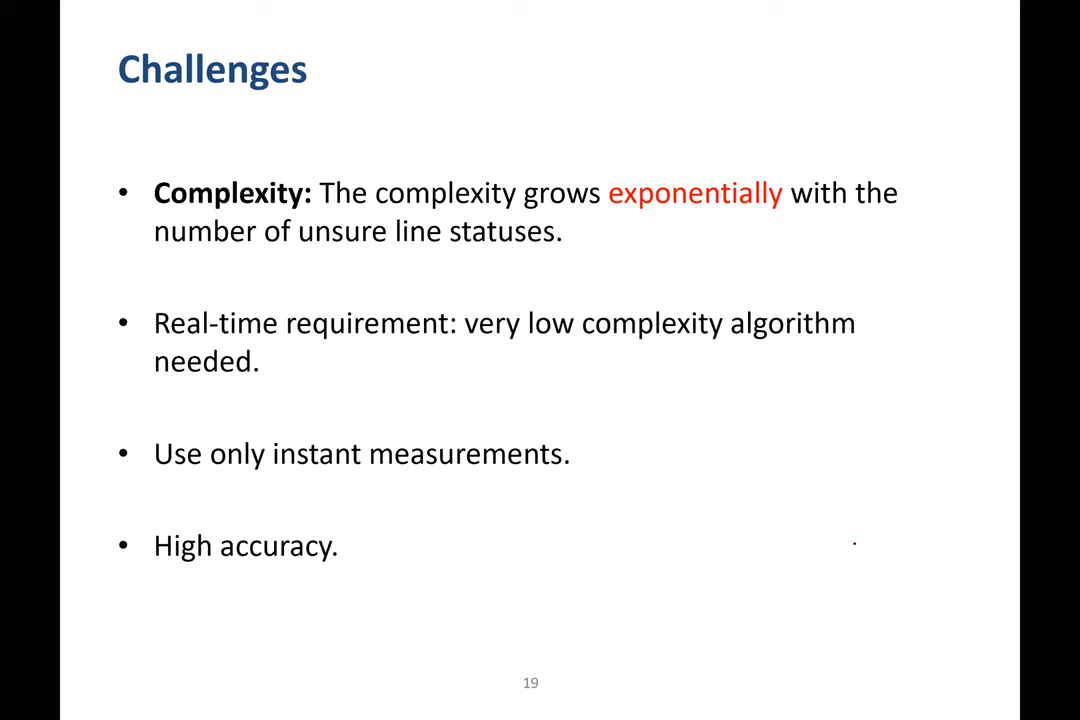 Challenges
• Complexity: The complexity grows exponentially with the
number of unsure line statuses.
• Real-time requirement: very low complexity algorithm
needed.
• Use only instant measurements.
• High accuracy.
19